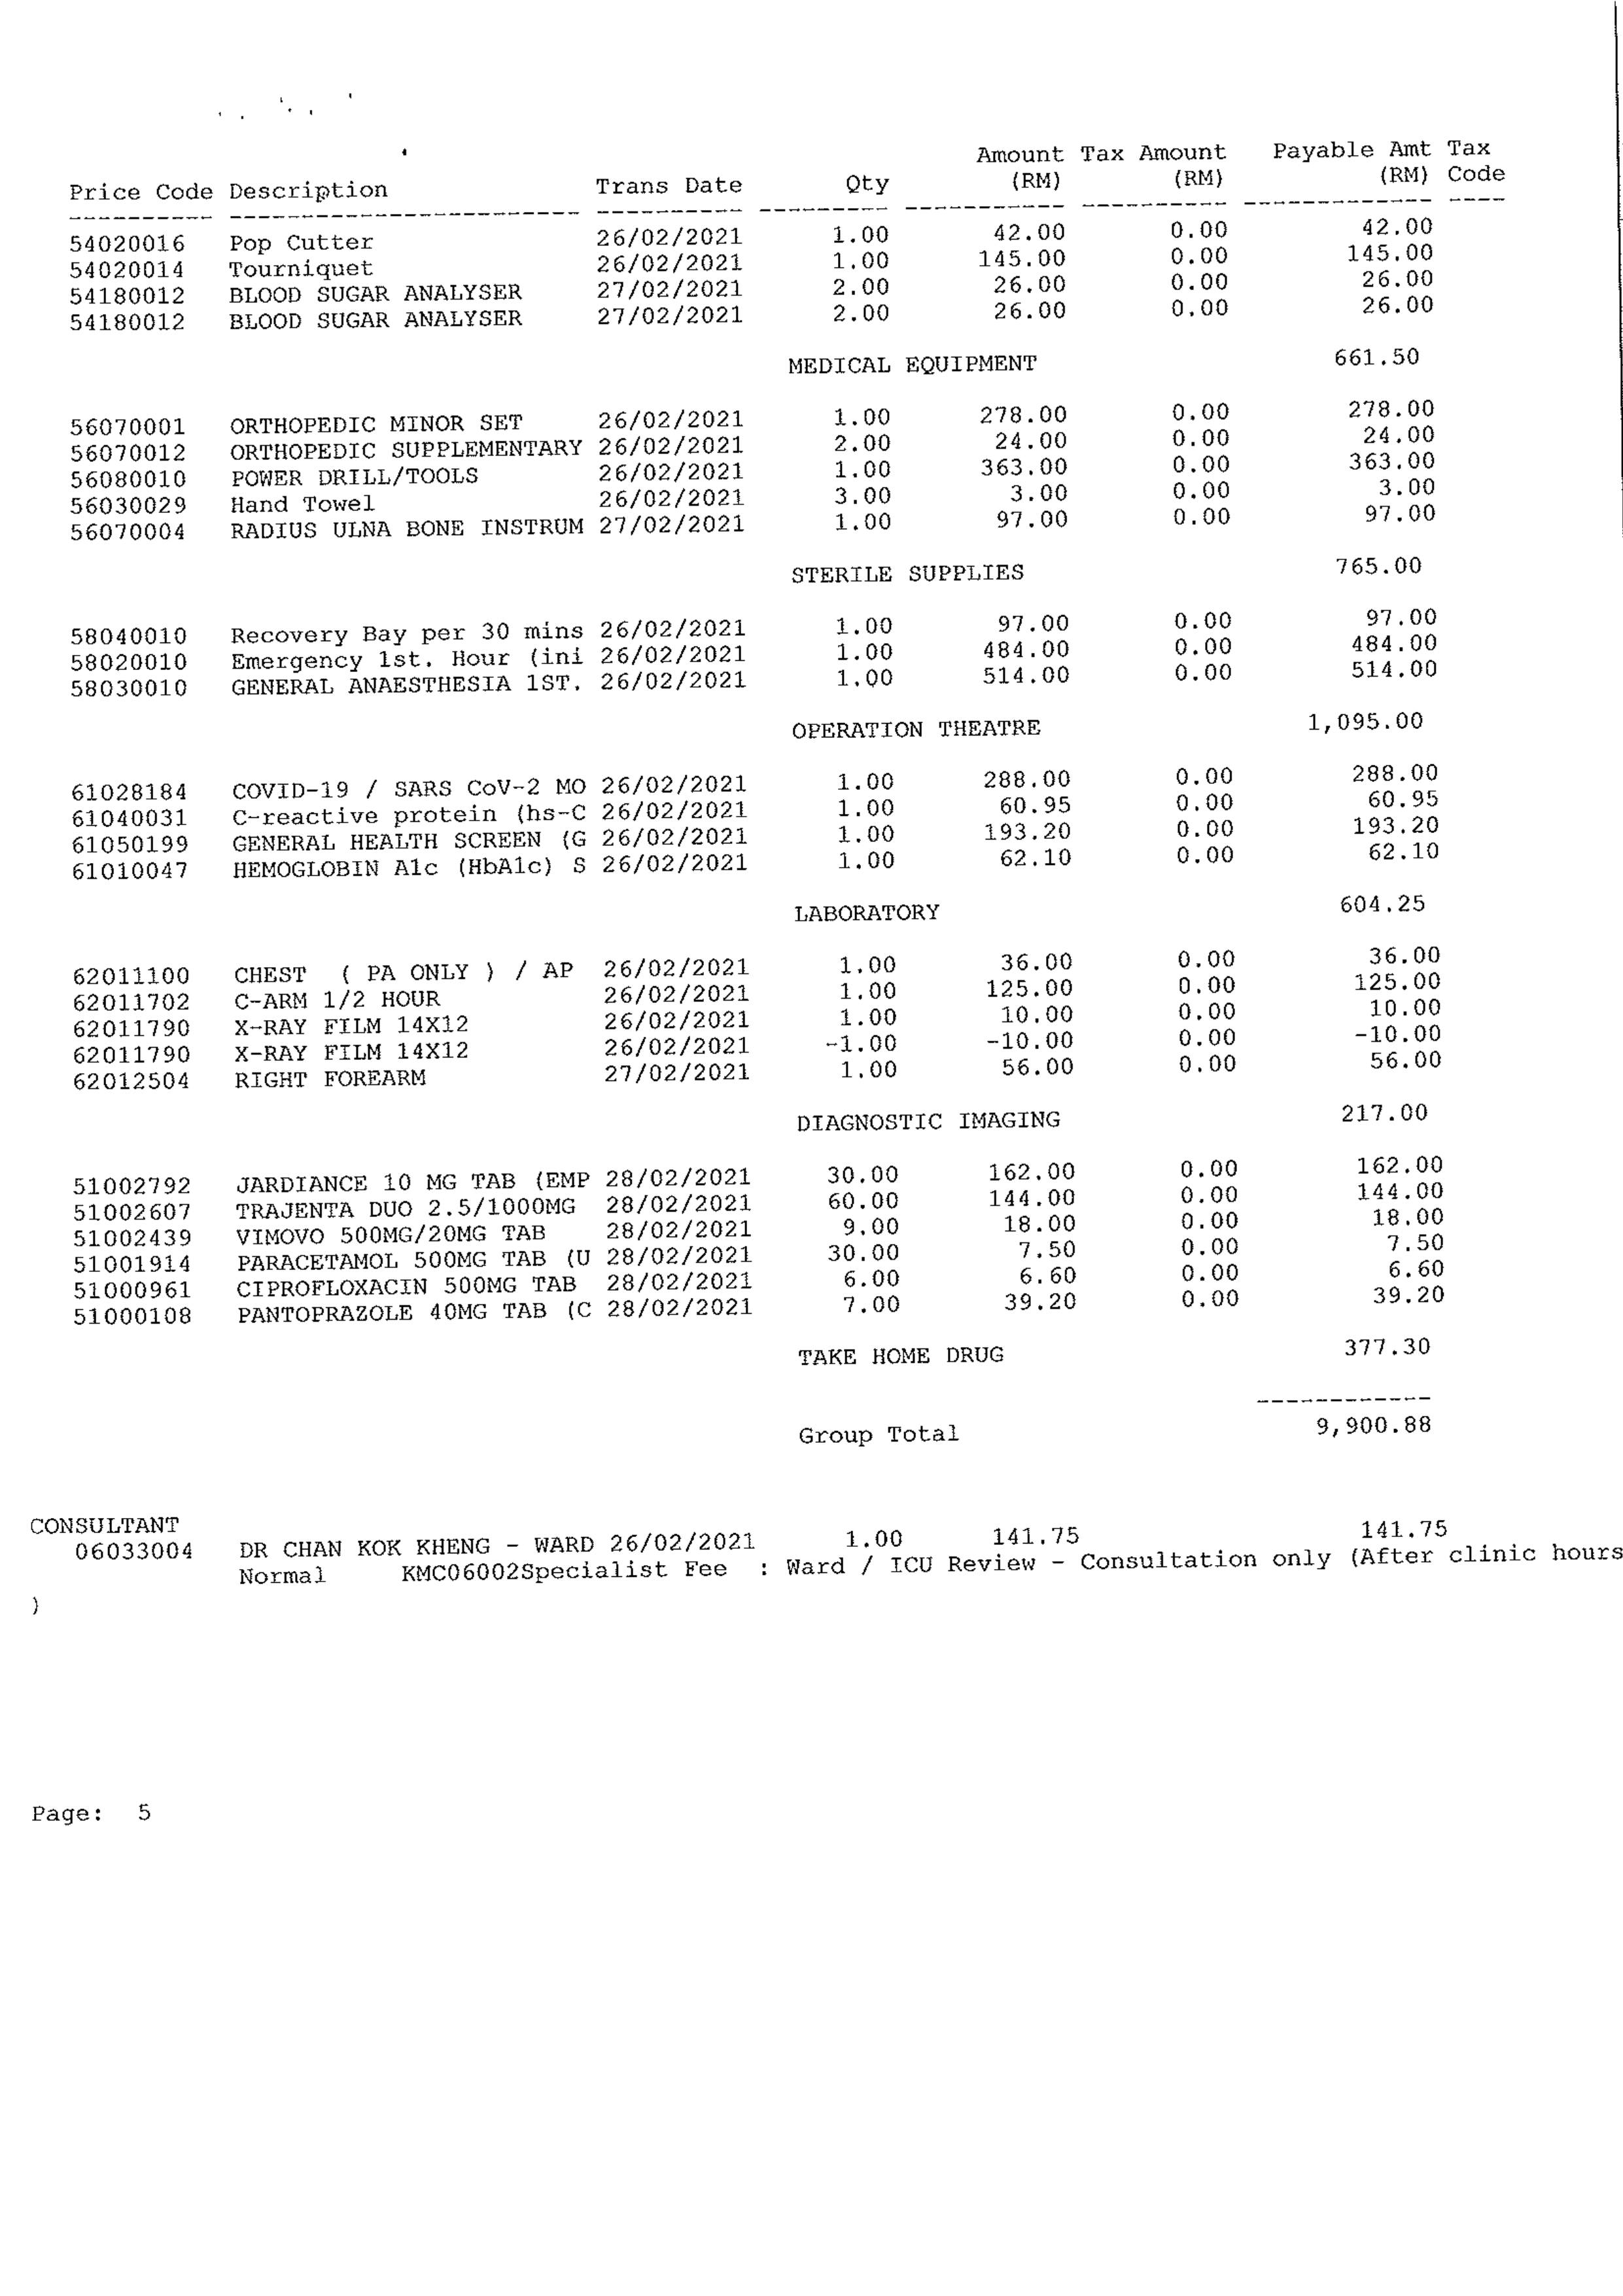 Amount Tax Amount Payable Amt Tax
Price Code Description Trans Date Qty (RM) (RM) (RM) Code
---------- ------------------------ ---------- --------- ----------- ---------- ------------- ----
54020016 Pop Cutter 26/02/2021 1.00 42.00 0.00 42.00
54020014 Tourniquet 26/02/2021 1.00 145.00 0.00 145.00
54180012 BLOOD SUGAR ANALYSER 27/02/2021 2.00 26.00 0.00 26.00
54180012 BLOOD SUGAR ANALYSER 27/02/2021 2.00 26.00 0.00 26.00
MEDICAL EQUIPMENT 661.50
56070001 ORTHOPEDIC MINOR SET 26/02/2021 1.00 278.00 0.00 278.00
56070012 ORTHOPEDIC SUPPLEMENTARY 26/02/2021 2.00 24.00 0.00 24.00
56080010 POWER DRILL/TOOLS 26/02/2021 1.00 363.00 0.00 363.00
56030029 Hand Towel 26/02/2021 3.00 3.00 0.00 3.00
56070004 RADIUS ULNA BONE INSTRUM 27/02/2021 1.00 97.00 0.00 97.00
STERILE SUPPLIES 765.00
58040010 Recovery Bay per 30 mins 26/02/2021 1.00 97.00 0.00 97.00
58020010 Emergency 1st. Hour (ini 26/02/2021 1.00 484.00 0.00 484.00
58030010 GENERAL ANAESTHESIA 1ST. 26/02/2021 1.00 514.00 0.00 514.00
OPERATION THEATRE 1,095.00
61028184 COVID-19 / SARS CoV-2 MO 26/02/2021 1.00 288.00 0.00 288.00
61040031 C-reactive protein (hs-C 26/02/2021 1.00 60.95 0.00 60.95
61050199 GENERAL HEALTH SCREEN (G 26/02/2021 1.00 193.20 0.00 193.20
61010047 HEMOGLOBIN A1c (HbA1c) S 26/02/2021 1.00 62.10 0.00 62.10
LABORATORY 604.25
62011100 CHEST ( PA ONLY ) / AP 26/02/2021 1.00 36.00 0.00 36.00
62011702 C-ARM 1/2 HOUR 26/02/2021 1.00 125.00 0.00 125.00
62011790 X-RAY FILM 14X12 26/02/2021 1.00 10.00 0.00 10.00
62011790 X-RAY FILM 14X12 26/02/2021 -1.00 -10.00 0.00 -10.00
62012504 RIGHT FOREARM 27/02/2021 1.00 56.00 0.00 56.00
DIAGNOSTIC IMAGING 217.00
51002792 JARDIANCE 10 MG TAB (EMP 28/02/2021 30.00 162.00 0.00 162.00
51002607 TRAJENTA DUO 2.5/1000MG 28/02/2021 60.00 144.00 0.00 144.00
51002439 VIMOVO 500MG/20MG TAB 28/02/2021 9.00 18.00 0.00 18.00
51001914 PARACETAMOL 500MG TAB (U 28/02/2021 30.00 7.50 0.00 7.50
51000961 CIPROFLOXACIN 500MG TAB 28/02/2021 6.00 6.60 0.00 6.60
51000108 PANTOPRAZOLE 40MG TAB (C 28/02/2021 7.00 39.20 0.00 39.20
TAKE HOME DRUG 377.30
------------
Group Total 9,900.88
CONSULTANT
06033004 DR CHAN KOK KHENG - WARD 26/02/2021 1.00 141.75 141.75
Normal KMC06002Specialist Fee : Ward / ICU Review - Consultation only (After clinic hours
)
Page: 5